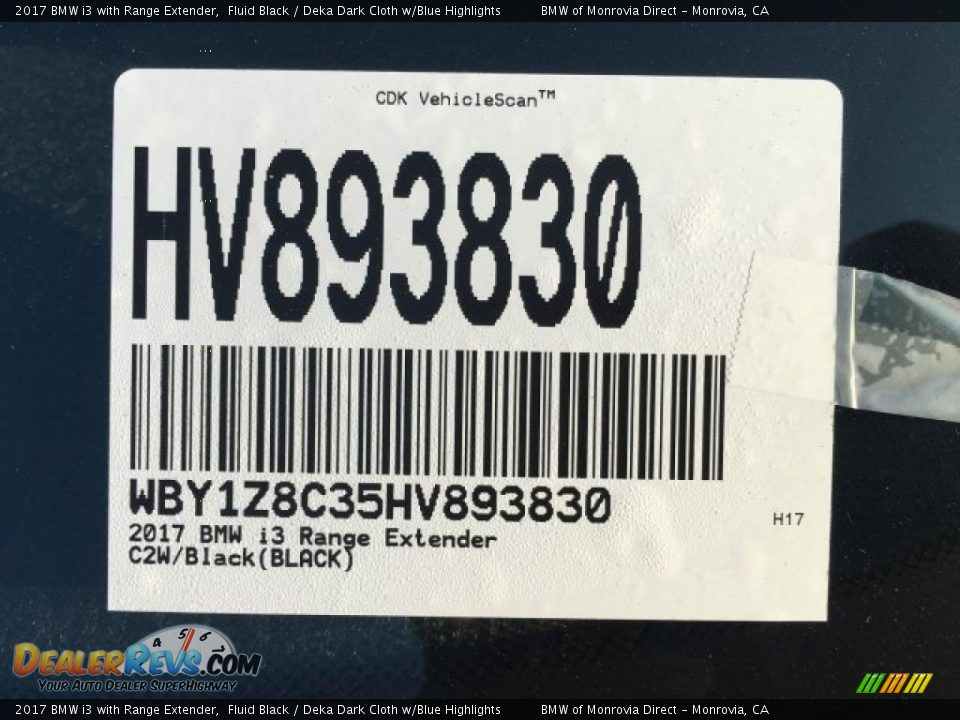 2017 BMW i3 with Range Extender, Fluid Black / Deka Dark Cloth w/Blue Highlights BMW of Monrovia Direct - Monrovia, CA
CDK VehicleScan™
HV893830
WBY1Z8C35HV893830
2017 BMW i3 Range Extender
C2W/Black(BLACK)
H17
4 5 6
DEALERREVS.COM
YOUR AUTO DEALER SUPERHIGHWAY
2017 BMW i3 with Range Extender, Fluid Black / Deka Dark Cloth w/Blue Highlights BMW of Monrovia Direct - Monrovia, CA